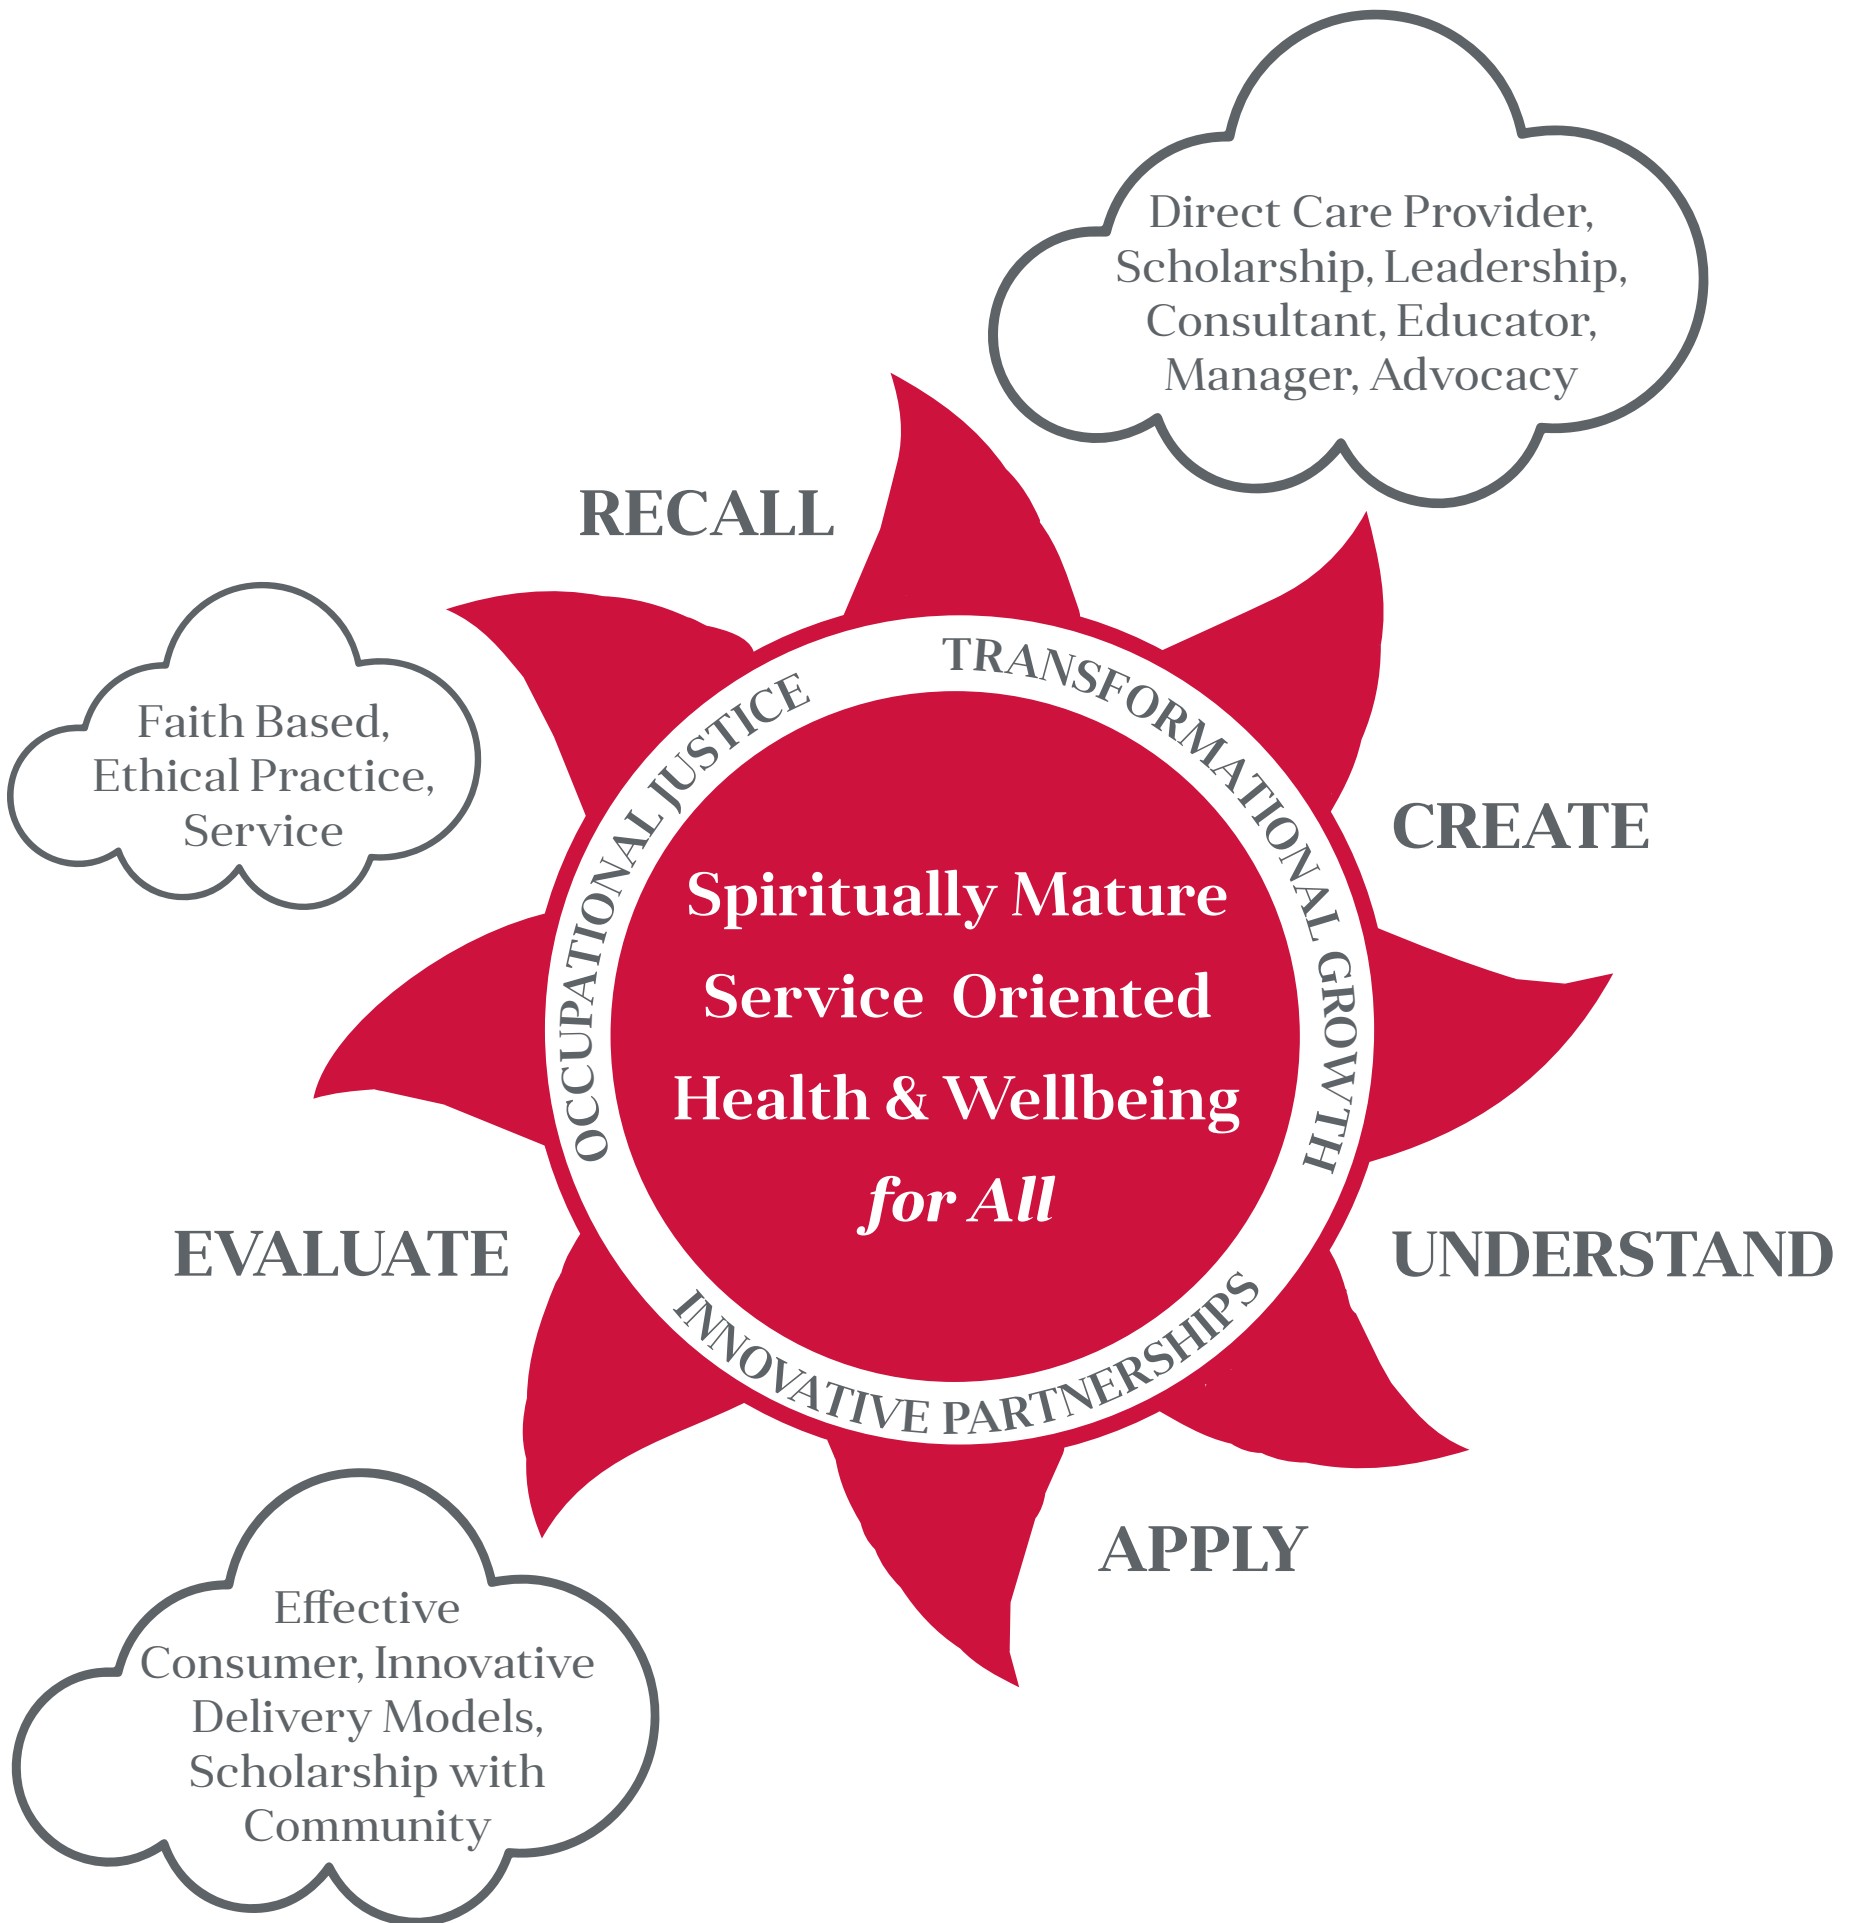 Direct Care Provider,
Scholarship, Leadership,
Consultant, Educator,
Manager, Advocacy
RECALL
Faith Based,
Ethical Practice,
Service
CREATE
OCCUPATIONAL JUSTICE
TRANSFORMATIONAL GROWTH
INNOVATIVE PARTNERSHIPS
Spiritually Mature
Service Oriented
Health & Wellbeing
for All
EVALUATE
UNDERSTAND
APPLY
Effective
Consumer, Innovative
Delivery Models,
Scholarship with
Community